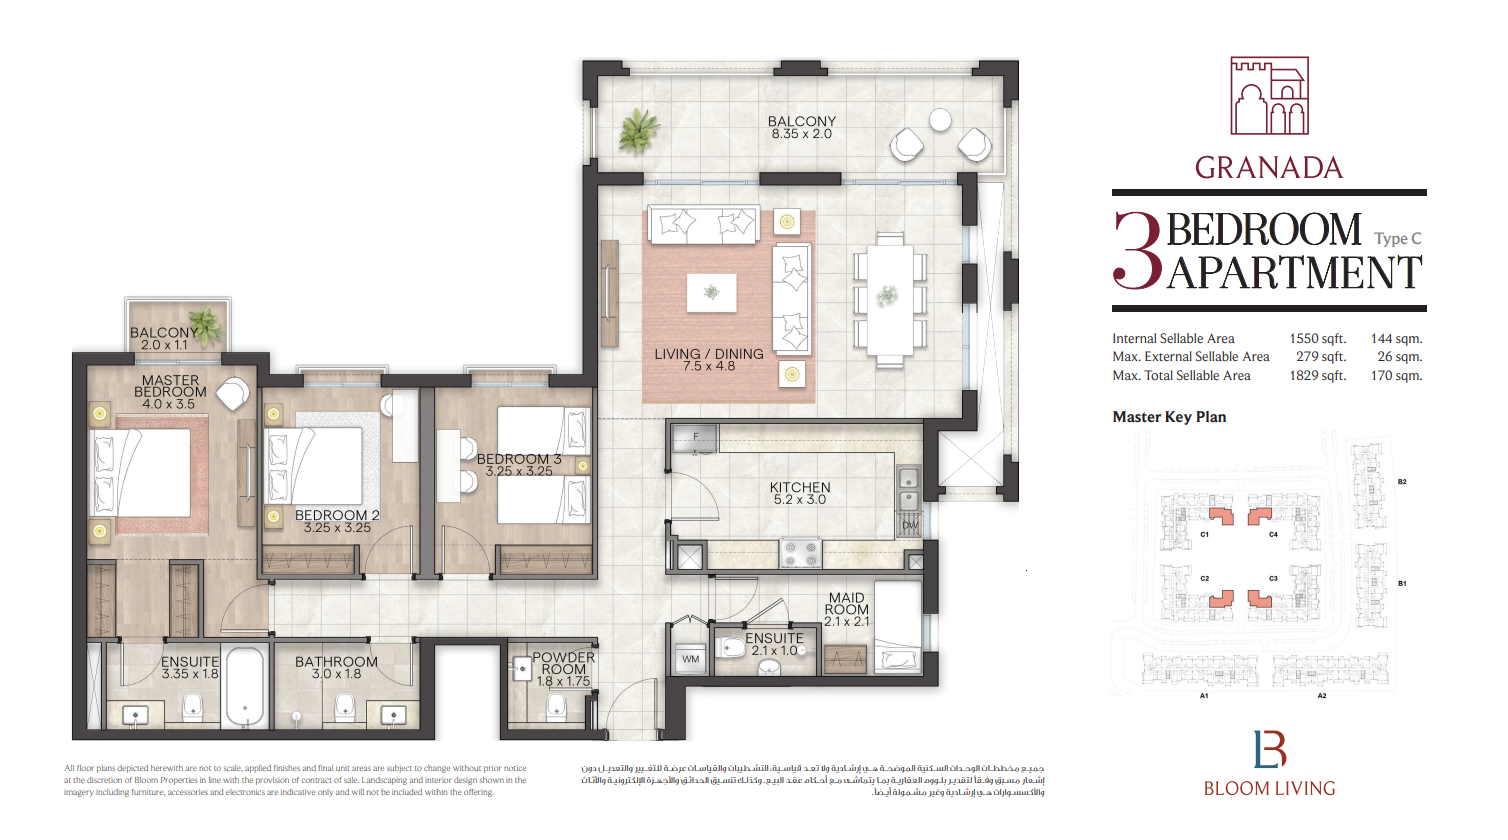 BALCONY
8.35 x 2.0
BALCONY
2.0 x 1.1
MASTER
BEDROOM
4.0 x 3.5
LIVING / DINING
7.5 x 4.8
BEDROOM 2
3.25 x 3.25
BEDROOM 3
3.25 x 3.25
F
KITCHEN
5.2 x 3.0
DW
MAID
ROOM
2.1 x 2.1
ENSUITE
2.1 x 1.0
WM
ENSUITE
3.35 x 1.8
BATHROOM
3.0 x 1.8
POWDER
ROOM
1.8 x 1.75
GRANADA
3 BEDROOM
APARTMENT
Type C
Internal Sellable Area 1550 sqft. 144 sqm.
Max. External Sellable Area 279 sqft. 26 sqm.
Max. Total Sellable Area 1829 sqft. 170 sqm.
Master Key Plan
B2
C1
C4
C2
C3
B1
A1
A2
BLOOM LIVING
All floor plans depicted herewith are not to scale, applied finishes and final unit areas are subject to change without prior notice
at the discretion of Bloom Properties in line with the provision of contract of sale. Landscaping and interior design shown in the
imagery including furniture, accessories and electronics are indicative only and will not be included within the offering.
جميع مخططات الوحدات السكنية الموضحة هي إرشادية ولا تعد قياسية، التشطيبات والقياسات عرضة للتغيير والتعديل دون
إشعار مسبق وفقاً لتقدير بلووم العقارية بما يتماشى مع أحكام عقد البيع. وكذلك تنسيق الحدائق والأجهزة الإلكترونية والأثاث
والأكسسوارات هي إرشادية وغير مشمولة أيضاً.